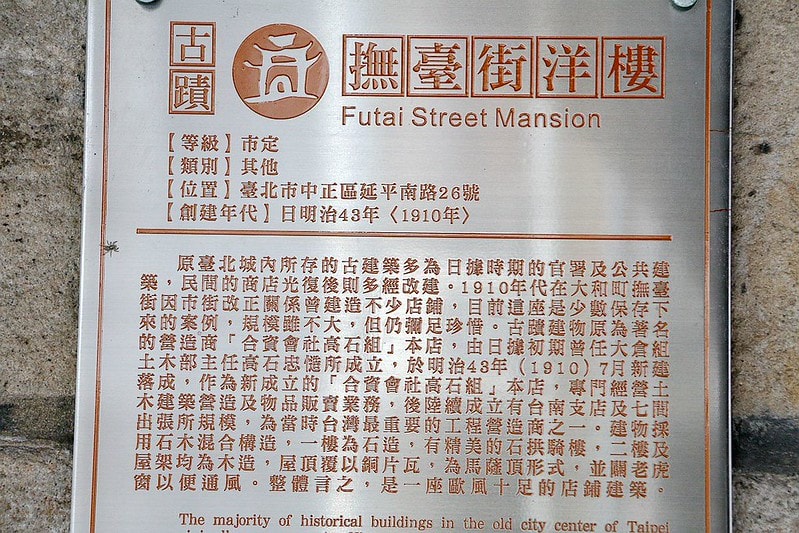 古蹟
撫臺街洋樓
Futai Street Mansion
【等級】市定
【類別】其他
【位置】臺北市中正區延平南路26號
【創建年代】日明治43年〈1910年〉
原臺北城內所存的古建築多為日據時期的官署及公共建
築，民間的商店光復後則多經改建。1910年代在大和町撫臺
街因市街改正關係曾建造不少店鋪，目前這座是少數保存下
來的案例，規模雖不大，但仍彌足珍惜。古蹟建物原為著名
的營造商「合資會社高石組」本店，由日據初期曾任大倉組
土木部主任高石忠慥所成立，於明治43年（1910）7月新建
落成，作為新成立的「合資會社高石組」本店，專門經營土
木建築營造及物品販賣業務，後陸續成立有台南支店及七間
出張所規模，為當時台灣最重要的工程營造商之一。建物採
用石木混合構造，一樓為石造，有精美的石拱騎樓，二樓及
屋架均為木造，屋頂覆以銅片瓦，為馬薩頂形式，並闢老虎
窗以便通風。整體言之，是一座歐風十足的店鋪建築。
The majority of historical buildings in the old city center of Taipei